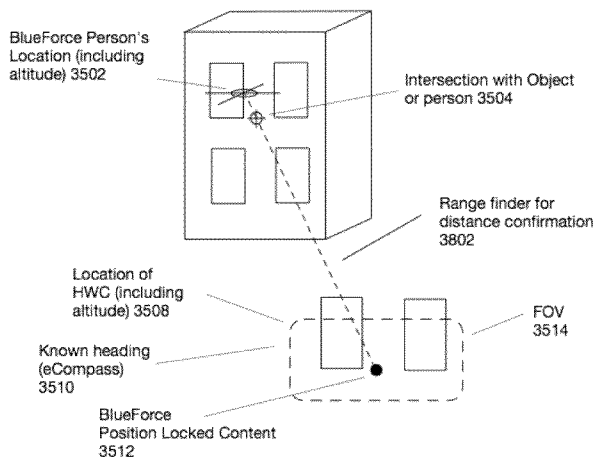 BlueForce Person's
Location (including
altitude) 3502
Intersection with Object
or person 3504
Range finder for
distance confirmation
3802
Location of
HWC (including
altitude) 3508
FOV
3514
Known heading
(eCompass)
3510
BlueForce
Position Locked Content
3512